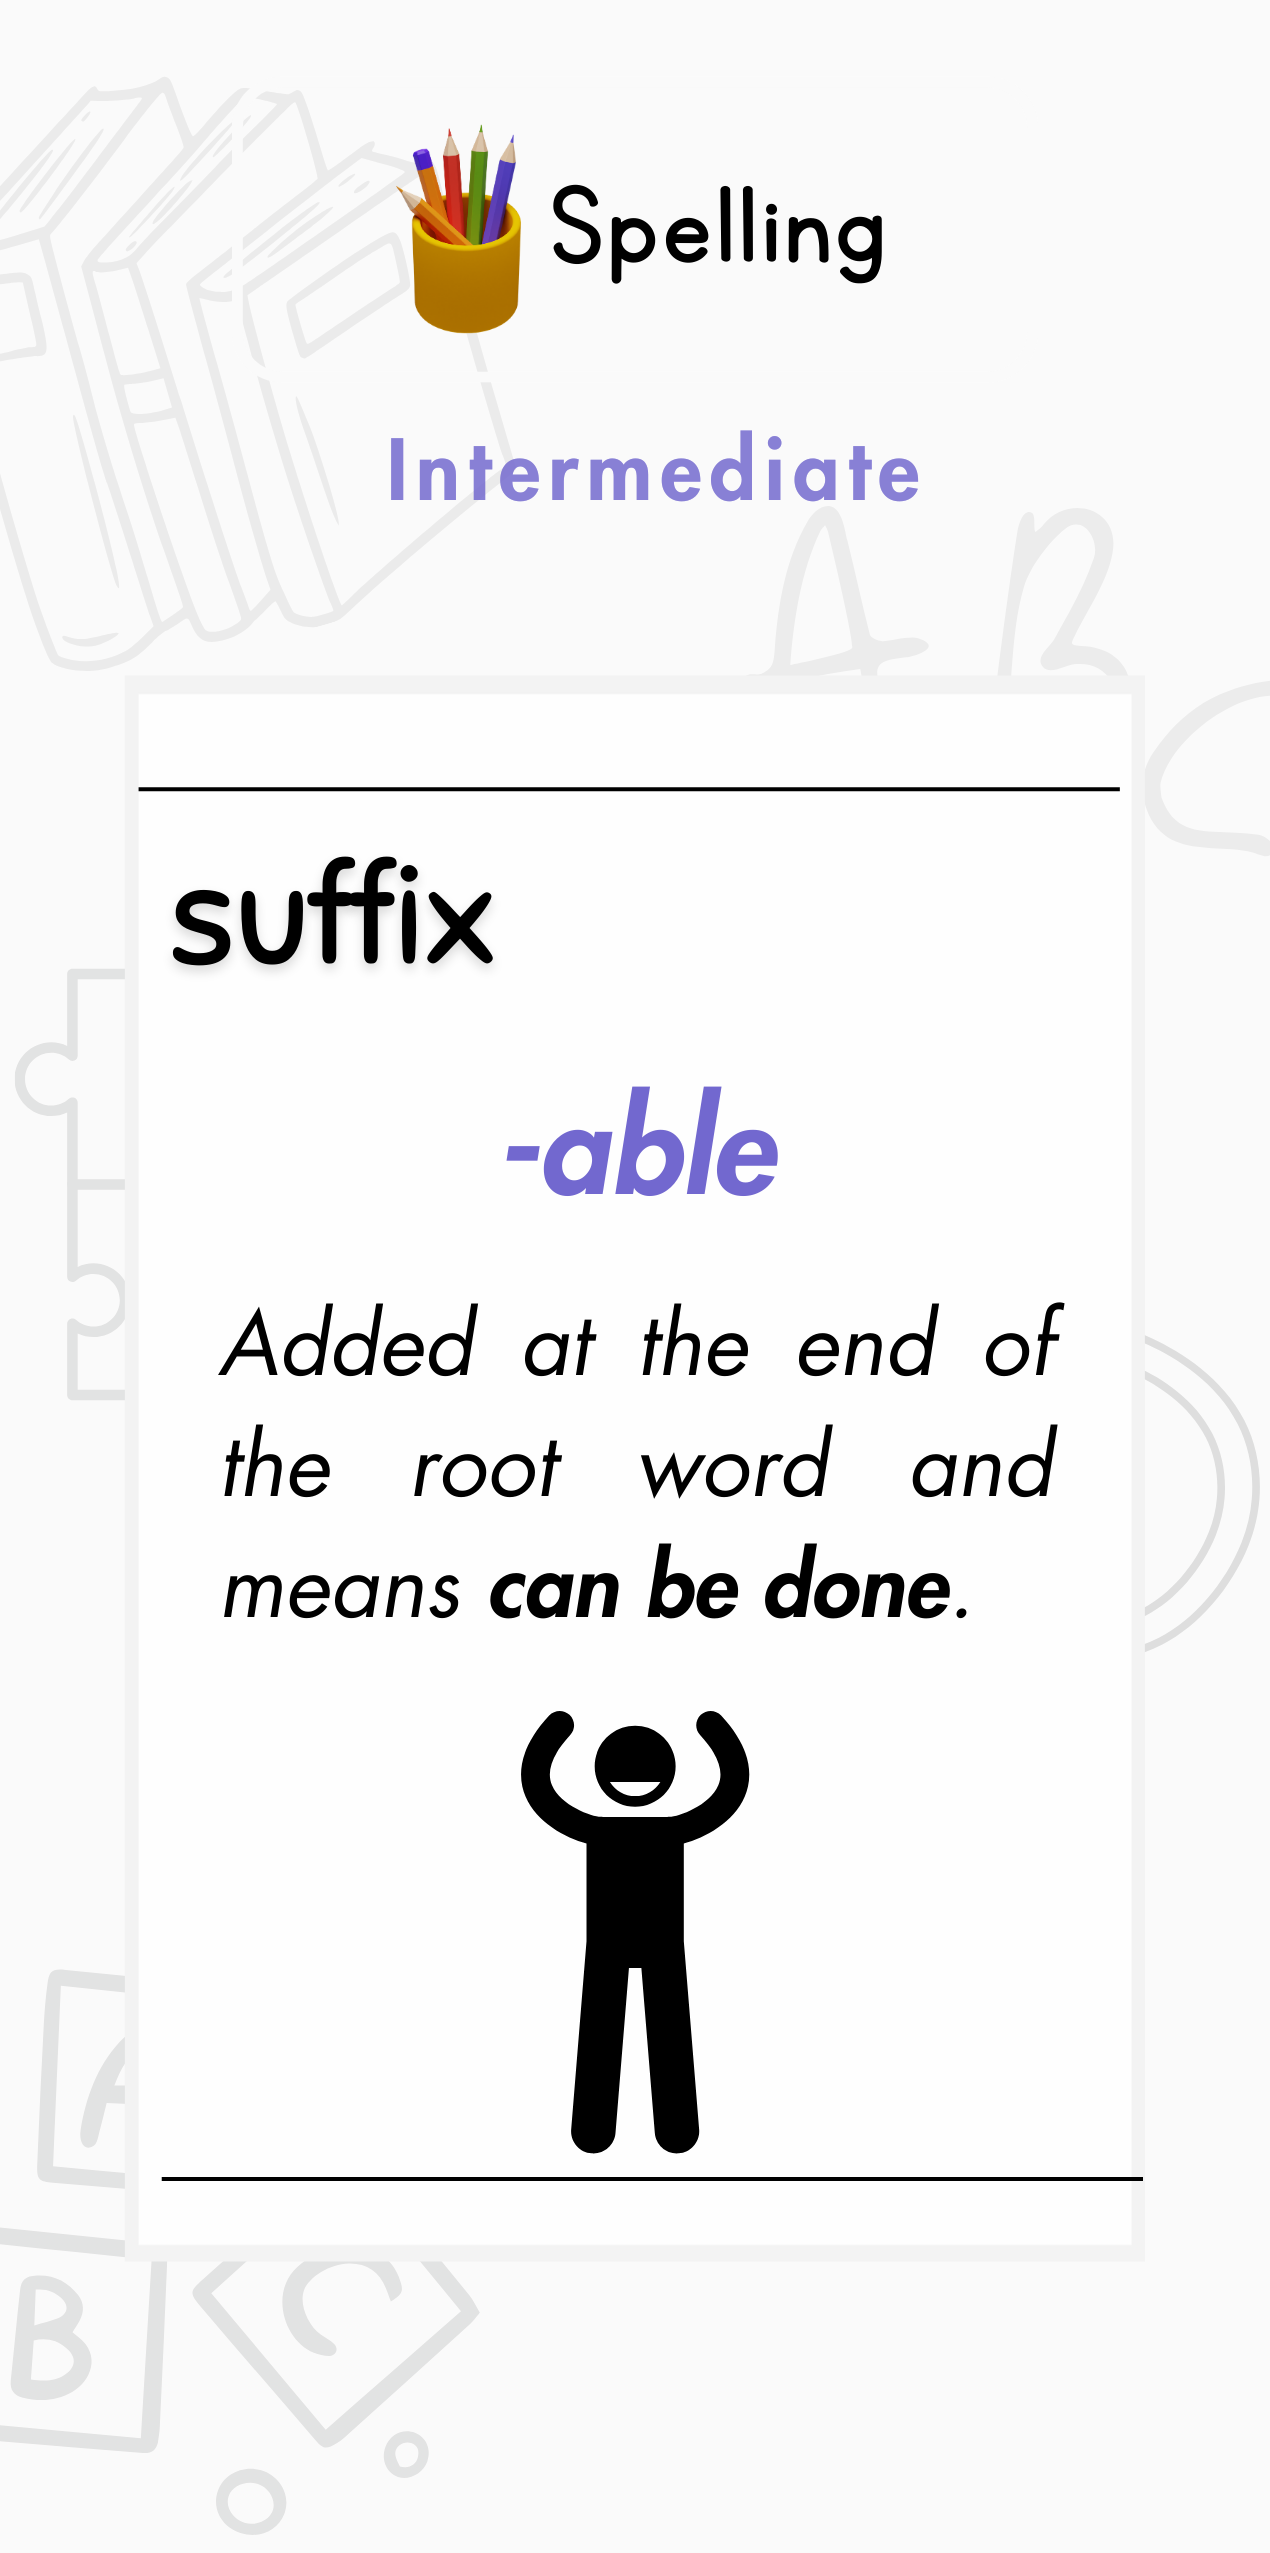 Spelling
Intermediate
A B
suffix
-able
Added at the end of
the root word and
means can be done.
A
B
C